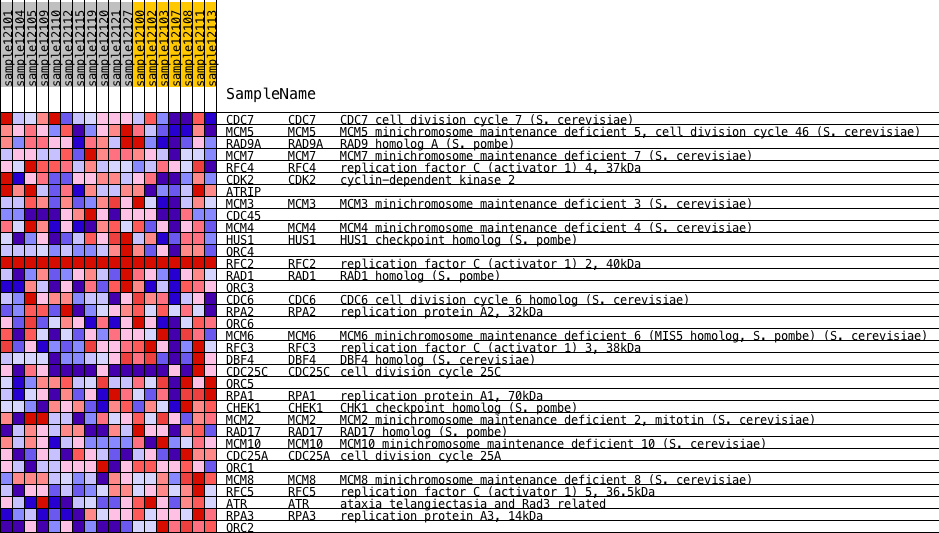 sample12101
sample12104
sample12105
sample12109
sample12110
sample12112
sample12115
sample12119
sample12120
sample12121
sample12127
sample12100
sample12102
sample12103
sample12107
sample12108
sample12111
sample12113
SampleName
CDC7 CDC7 CDC7 cell division cycle 7 (S. cerevisiae)
MCM5 MCM5 MCM5 minichromosome maintenance deficient 5, cell division cycle 46 (S. cerevisiae)
RAD9A RAD9A RAD9 homolog A (S. pombe)
MCM7 MCM7 MCM7 minichromosome maintenance deficient 7 (S. cerevisiae)
RFC4 RFC4 replication factor C (activator 1) 4, 37kDa
CDK2 CDK2 cyclin-dependent kinase 2
ATRIP
MCM3 MCM3 MCM3 minichromosome maintenance deficient 3 (S. cerevisiae)
CDC45
MCM4 MCM4 MCM4 minichromosome maintenance deficient 4 (S. cerevisiae)
HUS1 HUS1 HUS1 checkpoint homolog (S. pombe)
ORC4
RFC2 RFC2 replication factor C (activator 1) 2, 40kDa
RAD1 RAD1 RAD1 homolog (S. pombe)
ORC3
CDC6 CDC6 CDC6 cell division cycle 6 homolog (S. cerevisiae)
RPA2 RPA2 replication protein A2, 32kDa
ORC6
MCM6 MCM6 MCM6 minichromosome maintenance deficient 6 (MIS5 homolog, S. pombe) (S. cerevisiae)
RFC3 RFC3 replication factor C (activator 1) 3, 38kDa
DBF4 DBF4 DBF4 homolog (S. cerevisiae)
CDC25C CDC25C cell division cycle 25C
ORC5
RPA1 RPA1 replication protein A1, 70kDa
CHEK1 CHEK1 CHK1 checkpoint homolog (S. pombe)
MCM2 MCM2 MCM2 minichromosome maintenance deficient 2, mitotin (S. cerevisiae)
RAD17 RAD17 RAD17 homolog (S. pombe)
MCM10 MCM10 MCM10 minichromosome maintenance deficient 10 (S. cerevisiae)
CDC25A CDC25A cell division cycle 25A
ORC1
MCM8 MCM8 MCM8 minichromosome maintenance deficient 8 (S. cerevisiae)
RFC5 RFC5 replication factor C (activator 1) 5, 36.5kDa
ATR ATR ataxia telangiectasia and Rad3 related
RPA3 RPA3 replication protein A3, 14kDa
ORC2